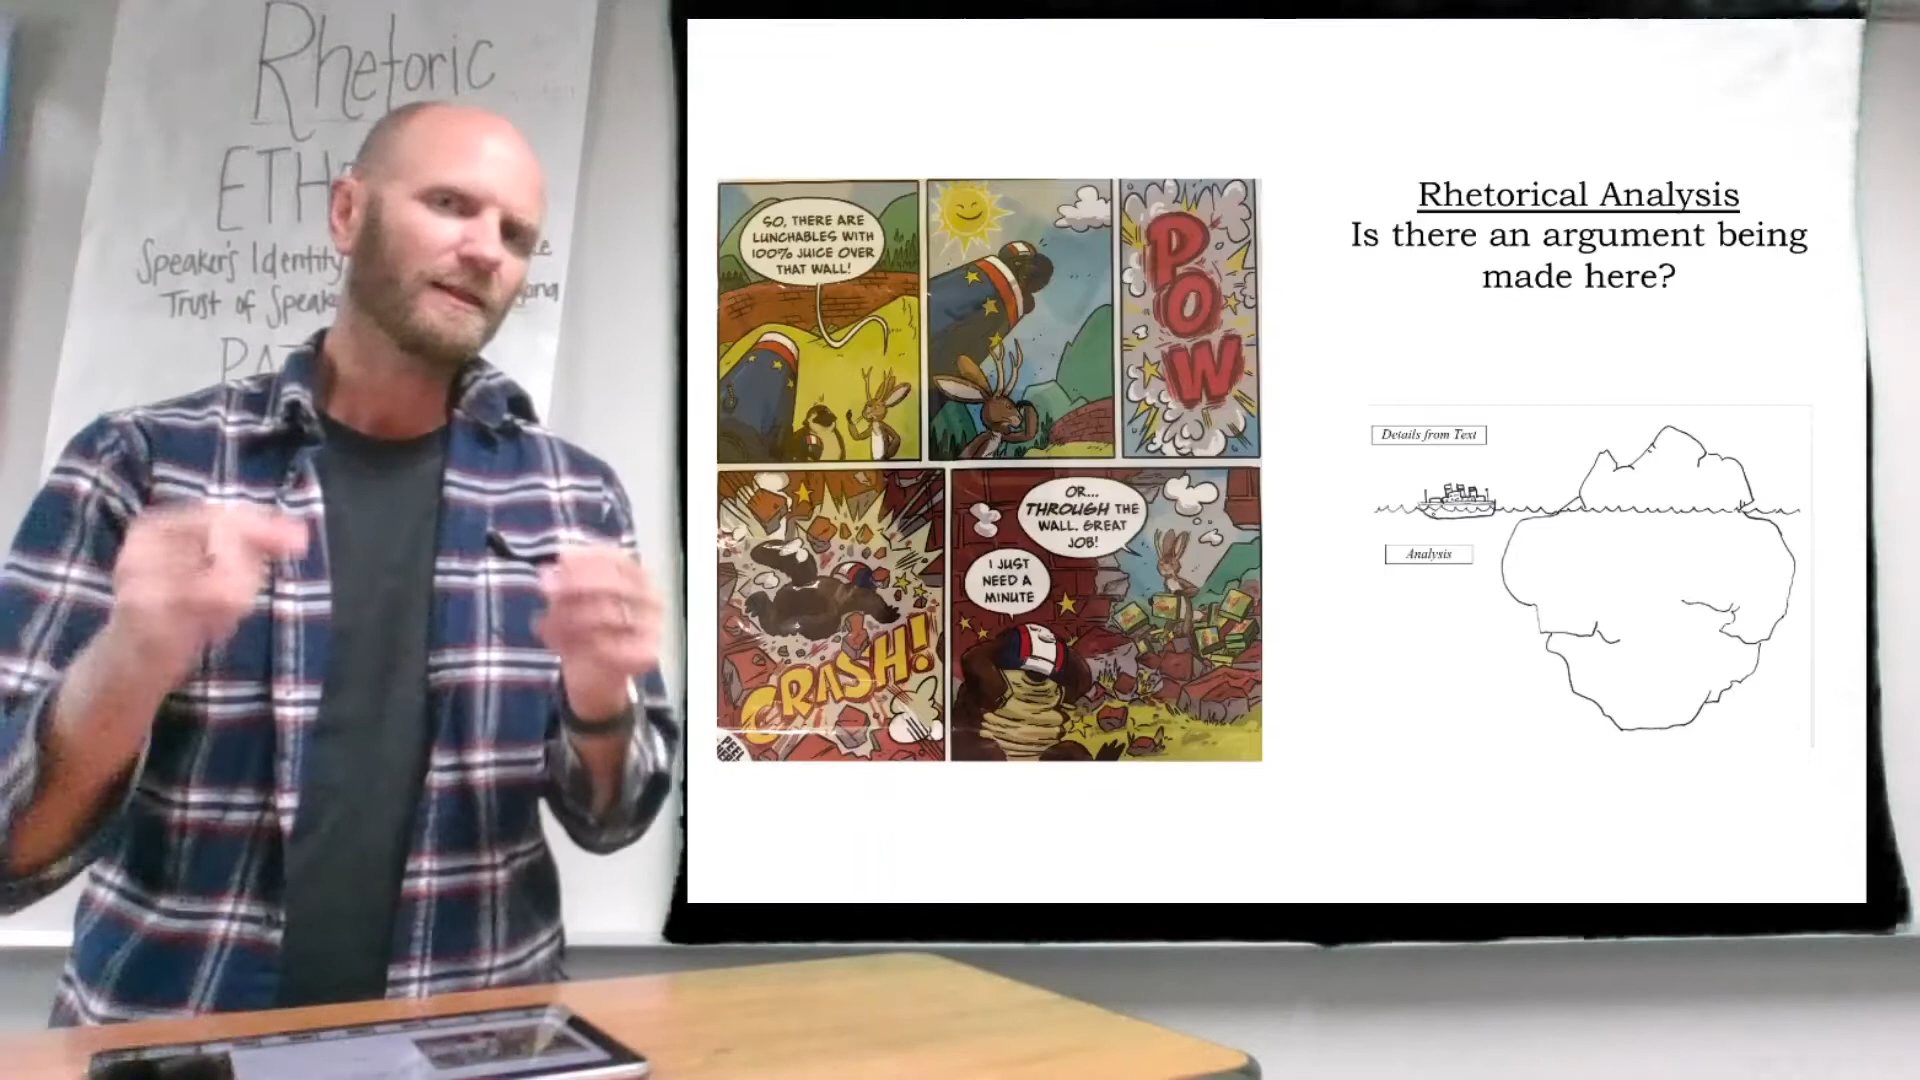 Rhetoric
Speaker's Identity
Trust of
SO, THERE ARE
LUNCHABLES WITH
100% JUICE OVER
THAT WALL!
POW
CRASH!
OR...
THROUGH THE
WALL. GREAT
JOB!
I JUST
NEED A
MINUTE
Rhetorical Analysis
Is there an argument being
made here?
Details from Text
Analysis